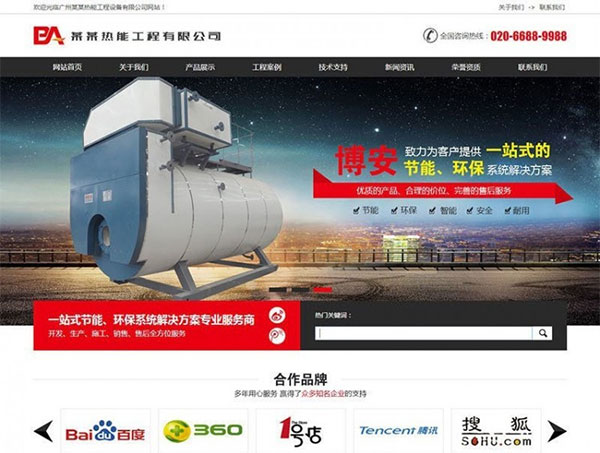 欢迎光临广州某某热能工程设备有限公司网站！
关于我们 -> 联系我们
BA 某某热能工程有限公司
全国咨询热线：020-6688-9988
网站首页 关于我们 产品展示 工程案例 技术支持 新闻资讯 荣誉资质 联系我们
博安 致力为客户提供 一站式的
节能、环保 系统解决方案
优质的产品、合理的价位、完善的售后服务
节能 环保 智能 安全 耐用
一站式节能、环保系统解决方案专业服务商
开发、生产、施工、销售、售后全方位服务
热门关键词：
合作品牌
多年用心服务 赢得了众多知名企业的支持
Bai du 百度
360
The Store
1号店
Tencent 腾讯
搜狐
SOHU.com